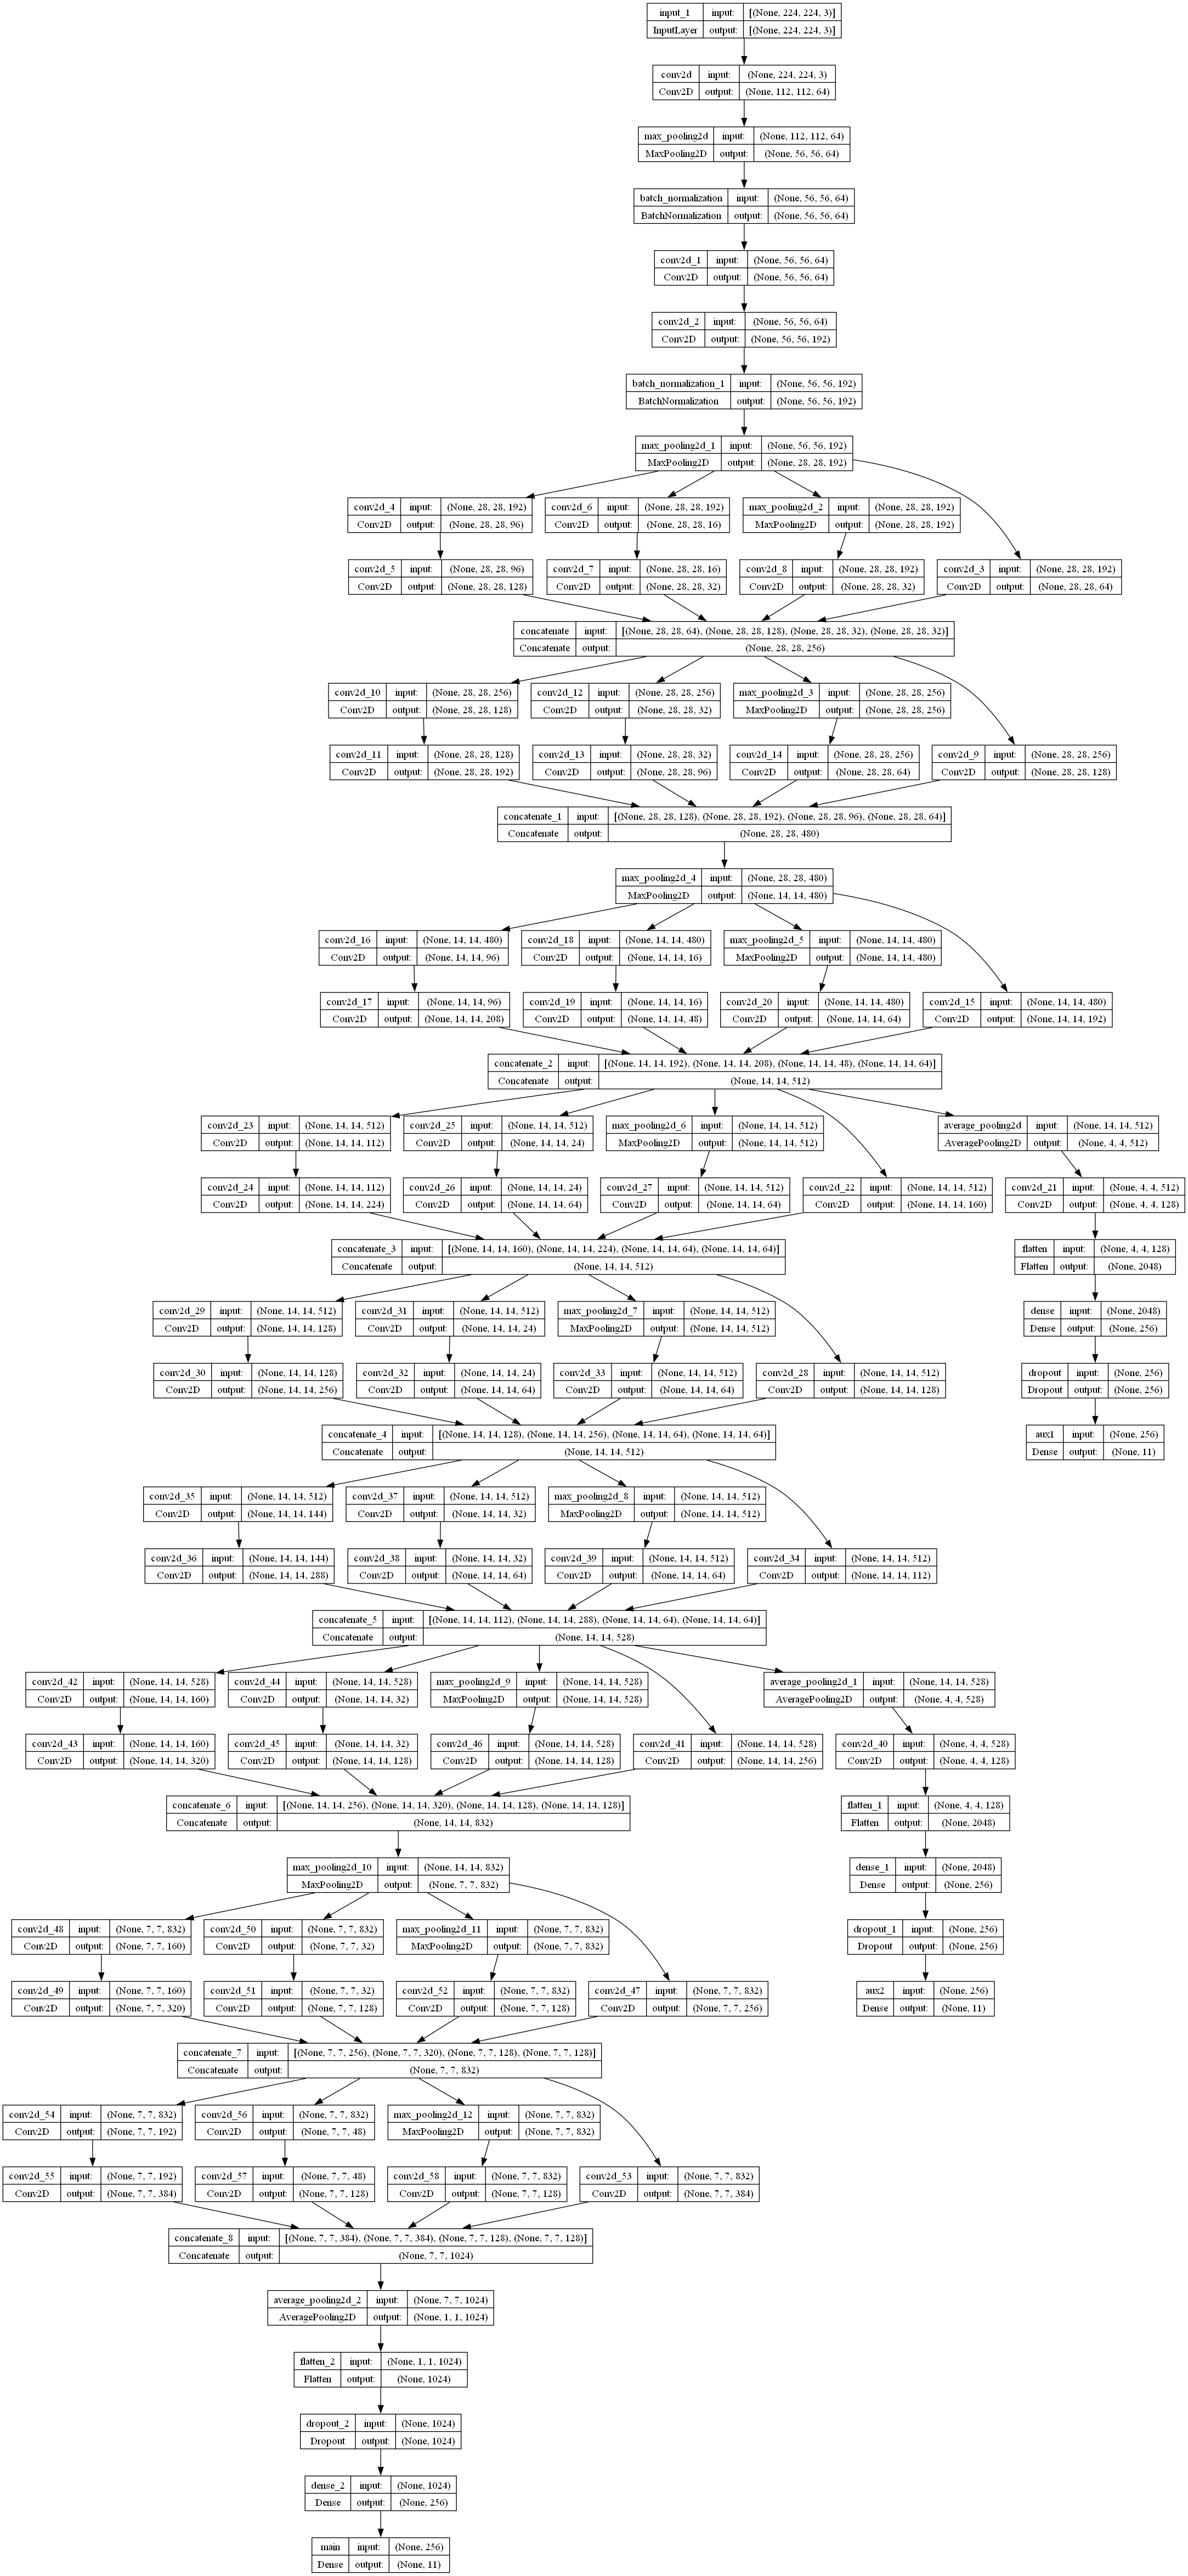 input_1 input: [(None, 224, 224, 3)]
InputLayer output: [(None, 224, 224, 3)]
conv2d input: (None, 224, 224, 3)
Conv2D output: (None, 112, 112, 64)
max_pooling2d input: (None, 112, 112, 64)
MaxPooling2D output: (None, 56, 56, 64)
batch_normalization input: (None, 56, 56, 64)
BatchNormalization output: (None, 56, 56, 64)
conv2d_1 input: (None, 56, 56, 64)
Conv2D output: (None, 56, 56, 64)
conv2d_2 input: (None, 56, 56, 64)
Conv2D output: (None, 56, 56, 192)
batch_normalization_1 input: (None, 56, 56, 192)
BatchNormalization output: (None, 56, 56, 192)
max_pooling2d_1 input: (None, 56, 56, 192)
MaxPooling2D output: (None, 28, 28, 192)
conv2d_4 input: (None, 28, 28, 192) conv2d_6 input: (None, 28, 28, 192) max_pooling2d_2 input: (None, 28, 28, 192)
Conv2D output: (None, 28, 28, 96) Conv2D output: (None, 28, 28, 16) MaxPooling2D output: (None, 28, 28, 192)
conv2d_5 input: (None, 28, 28, 96) conv2d_7 input: (None, 28, 28, 16) conv2d_8 input: (None, 28, 28, 192) conv2d_3 input: (None, 28, 28, 192)
Conv2D output: (None, 28, 28, 128) Conv2D output: (None, 28, 28, 32) Conv2D output: (None, 28, 28, 32) Conv2D output: (None, 28, 28, 64)
concatenate input: [(None, 28, 28, 64), (None, 28, 28, 128), (None, 28, 28, 32), (None, 28, 28, 32)]
Concatenate output: (None, 28, 28, 256)
conv2d_10 input: (None, 28, 28, 256) conv2d_12 input: (None, 28, 28, 256) max_pooling2d_3 input: (None, 28, 28, 256)
Conv2D output: (None, 28, 28, 128) Conv2D output: (None, 28, 28, 32) MaxPooling2D output: (None, 28, 28, 256)
conv2d_11 input: (None, 28, 28, 128) conv2d_13 input: (None, 28, 28, 32) conv2d_14 input: (None, 28, 28, 256) conv2d_9 input: (None, 28, 28, 256)
Conv2D output: (None, 28, 28, 192) Conv2D output: (None, 28, 28, 96) Conv2D output: (None, 28, 28, 64) Conv2D output: (None, 28, 28, 128)
concatenate_1 input: [(None, 28, 28, 128), (None, 28, 28, 192), (None, 28, 28, 96), (None, 28, 28, 64)]
Concatenate output: (None, 28, 28, 480)
max_pooling2d_4 input: (None, 28, 28, 480)
MaxPooling2D output: (None, 14, 14, 480)
conv2d_16 input: (None, 14, 14, 480) conv2d_18 input: (None, 14, 14, 480) max_pooling2d_5 input: (None, 14, 14, 480)
Conv2D output: (None, 14, 14, 96) Conv2D output: (None, 14, 14, 16) MaxPooling2D output: (None, 14, 14, 480)
conv2d_17 input: (None, 14, 14, 96) conv2d_19 input: (None, 14, 14, 16) conv2d_20 input: (None, 14, 14, 480) conv2d_15 input: (None, 14, 14, 480)
Conv2D output: (None, 14, 14, 208) Conv2D output: (None, 14, 14, 48) Conv2D output: (None, 14, 14, 64) Conv2D output: (None, 14, 14, 192)
concatenate_2 input: [(None, 14, 14, 192), (None, 14, 14, 208), (None, 14, 14, 48), (None, 14, 14, 64)]
Concatenate output: (None, 14, 14, 512)
conv2d_23 input: (None, 14, 14, 512) conv2d_25 input: (None, 14, 14, 512) max_pooling2d_6 input: (None, 14, 14, 512) average_pooling2d input: (None, 14, 14, 512)
Conv2D output: (None, 14, 14, 112) Conv2D output: (None, 14, 14, 24) MaxPooling2D output: (None, 14, 14, 512) AveragePooling2D output: (None, 4, 4, 512)
conv2d_24 input: (None, 14, 14, 112) conv2d_26 input: (None, 14, 14, 24) conv2d_27 input: (None, 14, 14, 512) conv2d_22 input: (None, 14, 14, 512) conv2d_21 input: (None, 4, 4, 512)
Conv2D output: (None, 14, 14, 224) Conv2D output: (None, 14, 14, 64) Conv2D output: (None, 14, 14, 64) Conv2D output: (None, 14, 14, 160) Conv2D output: (None, 4, 4, 128)
concatenate_3 input: [(None, 14, 14, 160), (None, 14, 14, 224), (None, 14, 14, 64), (None, 14, 14, 64)] flatten input: (None, 4, 4, 128)
Concatenate output: (None, 14, 14, 512) Flatten output: (None, 2048)
conv2d_29 input: (None, 14, 14, 512) conv2d_31 input: (None, 14, 14, 512) max_pooling2d_7 input: (None, 14, 14, 512) dense input: (None, 2048)
Conv2D output: (None, 14, 14, 128) Conv2D output: (None, 14, 14, 24) MaxPooling2D output: (None, 14, 14, 512) Dense output: (None, 256)
conv2d_30 input: (None, 14, 14, 128) conv2d_32 input: (None, 14, 14, 24) conv2d_33 input: (None, 14, 14, 512) conv2d_28 input: (None, 14, 14, 512) dropout input: (None, 256)
Conv2D output: (None, 14, 14, 256) Conv2D output: (None, 14, 14, 64) Conv2D output: (None, 14, 14, 64) Conv2D output: (None, 14, 14, 128) Dropout output: (None, 256)
concatenate_4 input: [(None, 14, 14, 128), (None, 14, 14, 256), (None, 14, 14, 64), (None, 14, 14, 64)] aux1 input: (None, 256)
Concatenate output: (None, 14, 14, 512) Dense output: (None, 11)
conv2d_35 input: (None, 14, 14, 512) conv2d_37 input: (None, 14, 14, 512) max_pooling2d_8 input: (None, 14, 14, 512)
Conv2D output: (None, 14, 14, 144) Conv2D output: (None, 14, 14, 32) MaxPooling2D output: (None, 14, 14, 512)
conv2d_36 input: (None, 14, 14, 144) conv2d_38 input: (None, 14, 14, 32) conv2d_39 input: (None, 14, 14, 512) conv2d_34 input: (None, 14, 14, 512)
Conv2D output: (None, 14, 14, 288) Conv2D output: (None, 14, 14, 64) Conv2D output: (None, 14, 14, 64) Conv2D output: (None, 14, 14, 112)
concatenate_5 input: [(None, 14, 14, 112), (None, 14, 14, 288), (None, 14, 14, 64), (None, 14, 14, 64)]
Concatenate output: (None, 14, 14, 528)
conv2d_42 input: (None, 14, 14, 528) conv2d_44 input: (None, 14, 14, 528) max_pooling2d_9 input: (None, 14, 14, 528) average_pooling2d_1 input: (None, 14, 14, 528)
Conv2D output: (None, 14, 14, 160) Conv2D output: (None, 14, 14, 32) MaxPooling2D output: (None, 14, 14, 528) AveragePooling2D output: (None, 4, 4, 528)
conv2d_43 input: (None, 14, 14, 160) conv2d_45 input: (None, 14, 14, 32) conv2d_46 input: (None, 14, 14, 528) conv2d_41 input: (None, 14, 14, 528) conv2d_40 input: (None, 4, 4, 528)
Conv2D output: (None, 14, 14, 320) Conv2D output: (None, 14, 14, 128) Conv2D output: (None, 14, 14, 128) Conv2D output: (None, 14, 14, 256) Conv2D output: (None, 4, 4, 128)
concatenate_6 input: [(None, 14, 14, 256), (None, 14, 14, 320), (None, 14, 14, 128), (None, 14, 14, 128)] flatten_1 input: (None, 4, 4, 128)
Concatenate output: (None, 14, 14, 832) Flatten output: (None, 2048)
max_pooling2d_10 input: (None, 14, 14, 832) dense_1 input: (None, 2048)
MaxPooling2D output: (None, 7, 7, 832) Dense output: (None, 256)
conv2d_48 input: (None, 7, 7, 832) conv2d_50 input: (None, 7, 7, 832) max_pooling2d_11 input: (None, 7, 7, 832) dropout_1 input: (None, 256)
Conv2D output: (None, 7, 7, 160) Conv2D output: (None, 7, 7, 32) MaxPooling2D output: (None, 7, 7, 832) Dropout output: (None, 256)
conv2d_49 input: (None, 7, 7, 160) conv2d_51 input: (None, 7, 7, 32) conv2d_52 input: (None, 7, 7, 832) conv2d_47 input: (None, 7, 7, 832) aux2 input: (None, 256)
Conv2D output: (None, 7, 7, 320) Conv2D output: (None, 7, 7, 128) Conv2D output: (None, 7, 7, 128) Conv2D output: (None, 7, 7, 256) Dense output: (None, 11)
concatenate_7 input: [(None, 7, 7, 256), (None, 7, 7, 320), (None, 7, 7, 128), (None, 7, 7, 128)]
Concatenate output: (None, 7, 7, 832)
conv2d_54 input: (None, 7, 7, 832) conv2d_56 input: (None, 7, 7, 832) max_pooling2d_12 input: (None, 7, 7, 832)
Conv2D output: (None, 7, 7, 192) Conv2D output: (None, 7, 7, 48) MaxPooling2D output: (None, 7, 7, 832)
conv2d_55 input: (None, 7, 7, 192) conv2d_57 input: (None, 7, 7, 48) conv2d_58 input: (None, 7, 7, 832) conv2d_53 input: (None, 7, 7, 832)
Conv2D output: (None, 7, 7, 384) Conv2D output: (None, 7, 7, 128) Conv2D output: (None, 7, 7, 128) Conv2D output: (None, 7, 7, 384)
concatenate_8 input: [(None, 7, 7, 384), (None, 7, 7, 384), (None, 7, 7, 128), (None, 7, 7, 128)]
Concatenate output: (None, 7, 7, 1024)
average_pooling2d_2 input: (None, 7, 7, 1024)
AveragePooling2D output: (None, 1, 1, 1024)
flatten_2 input: (None, 1, 1, 1024)
Flatten output: (None, 1024)
dropout_2 input: (None, 1024)
Dropout output: (None, 1024)
dense_2 input: (None, 1024)
Dense output: (None, 256)
main input: (None, 256)
Dense output: (None, 11)